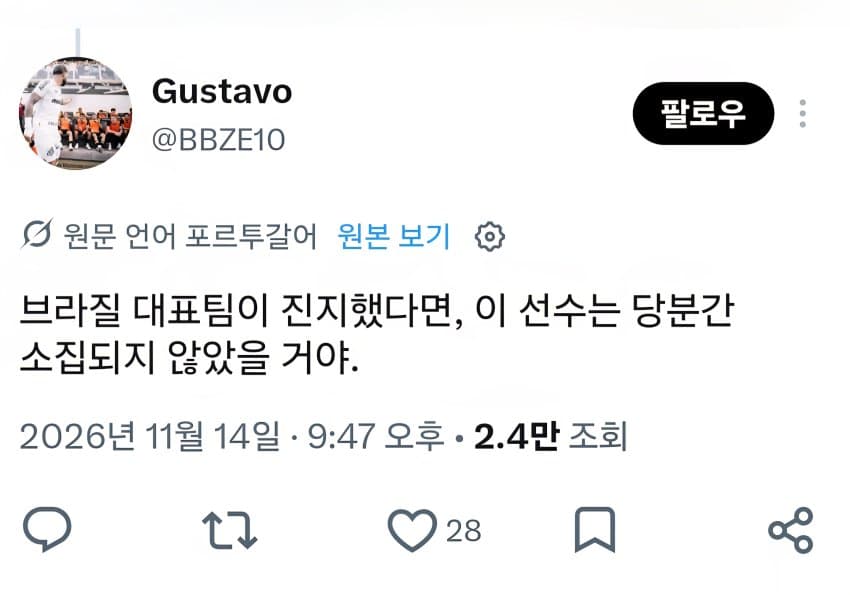 Gustavo
@BBZE10
팔로우
원문 언어 포르투갈어 원본 보기
브라질 대표팀이 진지했다면, 이 선수는 당분간
소집되지 않았을 거야.
2026년 11월 14일 · 9:47 오후 • 2.4만 조회
28